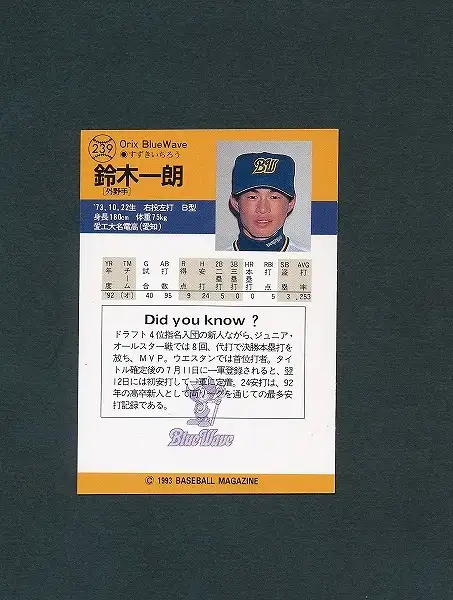 239
Orix BlueWave
●すずきいちろう
鈴木一朗
[外野手]
'73.10.22生 右投左打 B型
身長180cm 体重75kg
愛工大名電高(愛知)
BW
YR TM G AB R H 2B 3B HR RBI SB AVG
年度 チーム 試合 打数 得点 安打 二塁打 三塁打 本塁打 打点 盗塁 打率
'92 (オ) 40 95 9 24 5 0 0 5 3 .253
Did you know ?
ドラフト4位指名入団の新人ながら、ジュニア・
オールスター戦では8回、代打で決勝本塁打を
放ち、MVP。ウエスタンでは首位打者。タイ
トル確定後の7月11日に一軍登録されると、翌
12日には初安打して一軍に定着。24安打は、92
年の高卒新人として両リーグを通じての最多安
打記録である。
BlueWave
© 1993 BASEBALL MAGAZINE